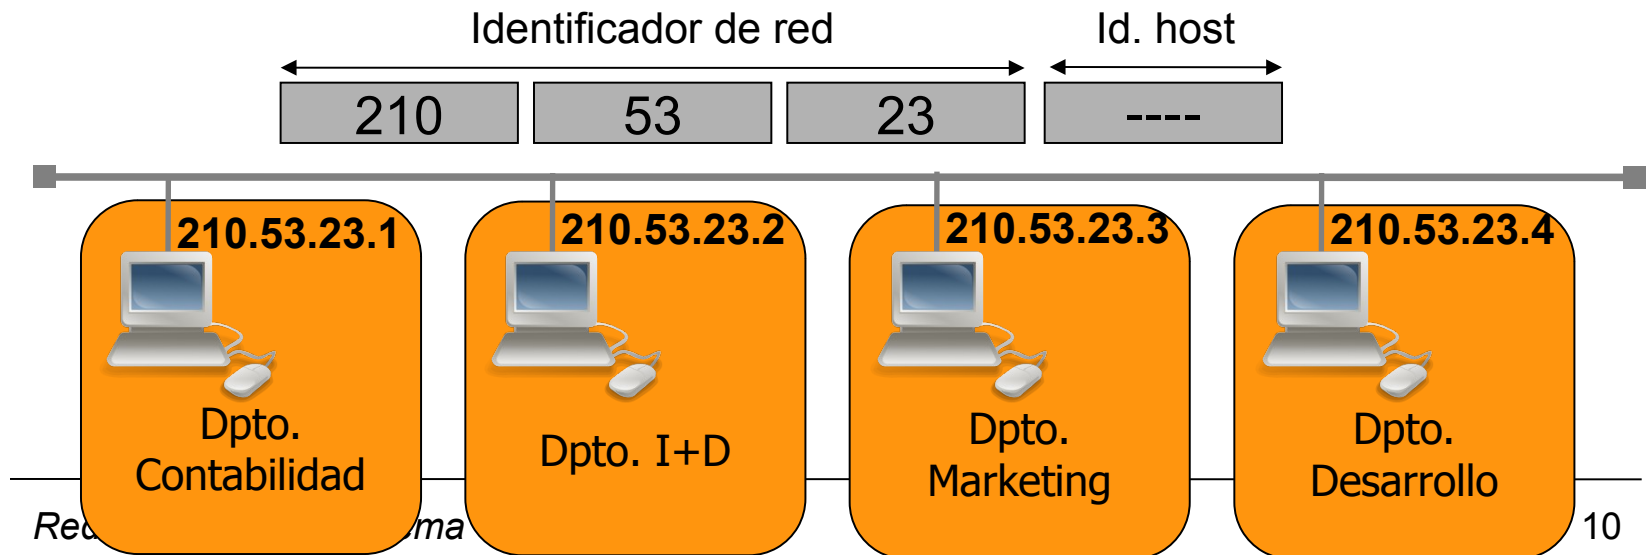 Identificador de red
Id. host
210
53
23
----
210.53.23.1
210.53.23.2
210.53.23.3
210.53.23.4
Dpto.
Contabilidad
Dpto. I+D
Dpto.
Marketing
Dpto.
Desarrollo
10